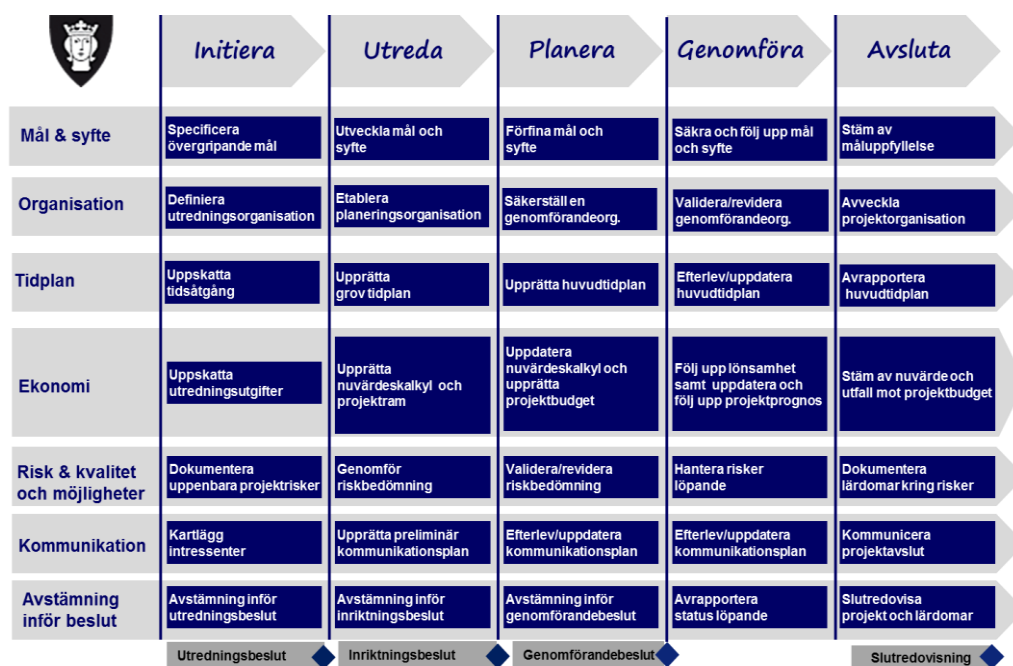 Initiera
Utreda
Planera
Genomföra
Avsluta
Mål & syfte
Specificera
övergripande mål
Utveckla mål och
syfte
Förfina mål och
syfte
Säkra och följ upp mål
och syfte
Stäm av
måluppfyllelse
Organisation
Definiera
utredningsorganisation
Etablera
planeringsorganisation
Säkerställ en
genomförandeorg.
Validera/revidera
genomförandeorg.
Avveckla
projektorganisation
Tidplan
Uppskatta
tidsåtgång
Upprätta
grov tidplan
Upprätta huvudtidplan
Efterlev/uppdatera
huvudtidplan
Avrapportera
huvudtidplan
Ekonomi
Uppskatta
utredningsutgifter
Upprätta
nuvärdeskalkyl och
projektram
Uppdatera
nuvärdeskalkyl och
upprätta
projektbudget
Följ upp lönsamhet
samt uppdatera och
följ upp projektprognos
Stäm av nuvärde och
utfall mot projektbudget
Risk & kvalitet
och möjligheter
Dokumentera
uppenbara projektrisker
Genomför
riskbedömning
Validera/revidera
riskbedömning
Hantera risker
löpande
Dokumentera
lärdomar kring risker
Kommunikation
Kartlägg
intressenter
Upprätta preliminär
kommunikationsplan
Efterlev/uppdatera
kommunikationsplan
Efterlev/uppdatera
kommunikationsplan
Kommunicera
projektavslut
Avstämning
inför beslut
Avstämning inför
utredningsbeslut
Avstämning inför
inriktningsbeslut
Avstämning inför
genomförandebeslut
Avrapportera
status löpande
Slutredovisa
projekt och lärdomar
Utredningsbeslut
Inriktningsbeslut
Genomförandebeslut
Slutredovisning